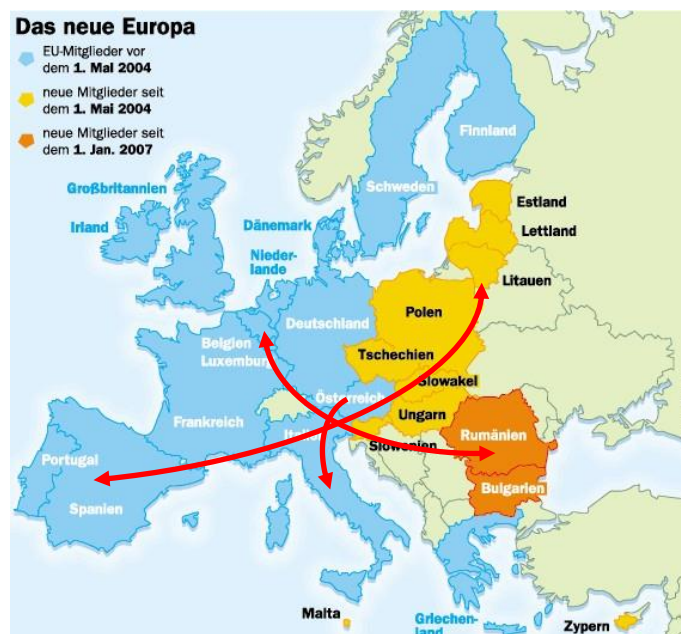 Das neue Europa
EU-Mitglieder vor
dem 1. Mai 2004
neue Mitglieder seit
dem 1. Mai 2004
neue Mitglieder seit
dem 1. Jan. 2007
Finnland
Großbritannien
Schweden
Estland
Irland
Dänemark
Lettland
Nieder-
lande
Litauen
Polen
Deutschland
Belgien
Luxemburg
Tschechien
Slowakei
Österreich
Ungarn
Frankreich
Italien
Rumänien
Slowenien
Portugal
Spanien
Bulgarien
Malta
Griechen-
land
Zypern